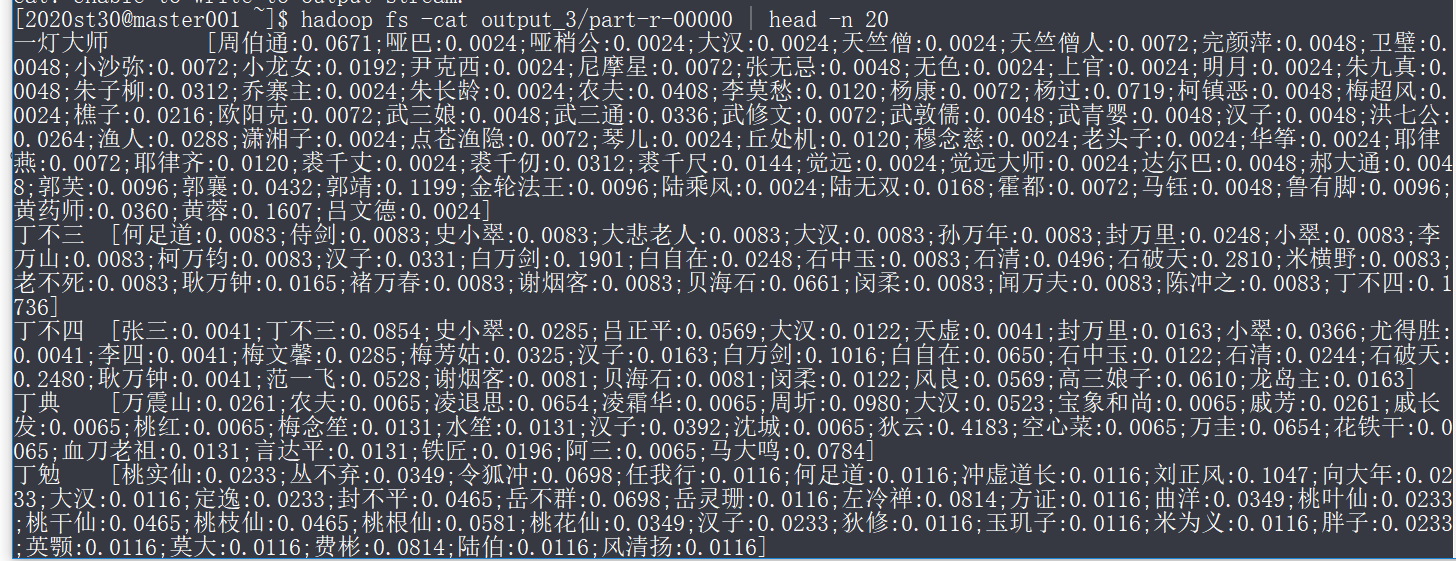 cat: Unable to write to output stream.
[2020st30@master001 ~]$ hadoop fs -cat output_3/part-r-00000 | head -n 20
一灯大师 [周伯通:0.0671;哑巴:0.0024;哑梢公:0.0024;大汉:0.0024;天竺僧:0.0024;天竺僧人:0.0072;完颜萍:0.0048;卫璧:0.
0048;小沙弥:0.0072;小龙女:0.0192;尹克西:0.0024;尼摩星:0.0072;张无忌:0.0048;无色:0.0024;上官:0.0024;明月:0.0024;朱九真:0.
0048;朱子柳:0.0312;乔寨主:0.0024;朱长龄:0.0024;农夫:0.0408;李莫愁:0.0120;杨康:0.0072;杨过:0.0719;柯镇恶:0.0048;梅超风:0.
0024;樵子:0.0216;欧阳克:0.0072;武三娘:0.0048;武三通:0.0336;武修文:0.0072;武敦儒:0.0048;武青婴:0.0048;汉子:0.0048;洪七公:
0.0264;渔人:0.0288;潇湘子:0.0024;点苍渔隐:0.0072;琴儿:0.0024;丘处机:0.0120;穆念慈:0.0024;老头子:0.0024;华筝:0.0024;耶律
燕:0.0072;耶律齐:0.0120;裘千丈:0.0024;裘千仞:0.0312;裘千尺:0.0144;觉远:0.0024;觉远大师:0.0024;达尔巴:0.0048;郝大通:0.004
8;郭芙:0.0096;郭襄:0.0432;郭靖:0.1199;金轮法王:0.0096;陆乘风:0.0024;陆无双:0.0168;霍都:0.0072;马钰:0.0048;鲁有脚:0.0096;
黄药师:0.0360;黄蓉:0.1607;吕文德:0.0024]
丁不三 [何足道:0.0083;侍剑:0.0083;史小翠:0.0083;大悲老人:0.0083;大汉:0.0083;孙万年:0.0083;封万里:0.0248;小翠:0.0083;李
万山:0.0083;柯万钧:0.0083;汉子:0.0331;白万剑:0.1901;白自在:0.0248;石中玉:0.0083;石清:0.0496;石破天:0.2810;米横野:0.0083;
老不死:0.0083;耿万钟:0.0165;褚万春:0.0083;谢烟客:0.0083;贝海石:0.0661;闵柔:0.0083;闻万夫:0.0083;陈冲之:0.0083;丁不四:0.1
736]
丁不四 [张三:0.0041;丁不三:0.0854;史小翠:0.0285;吕正平:0.0569;大汉:0.0122;天虚:0.0041;封万里:0.0163;小翠:0.0366;尤得胜:
0.0041;李四:0.0041;梅文馨:0.0285;梅芳姑:0.0325;汉子:0.0163;白万剑:0.1016;白自在:0.0650;石中玉:0.0122;石清:0.0244;石破天:
0.2480;耿万钟:0.0041;范一飞:0.0528;谢烟客:0.0081;贝海石:0.0081;闵柔:0.0122;风良:0.0569;高三娘子:0.0610;龙岛主:0.0163]
丁典 [万震山:0.0261;农夫:0.0065;凌退思:0.0654;凌霜华:0.0065;周圻:0.0980;大汉:0.0523;宝象和尚:0.0065;戚芳:0.0261;戚长
发:0.0065;桃红:0.0065;梅念笙:0.0131;水笙:0.0131;汉子:0.0392;沈城:0.0065;狄云:0.4183;空心菜:0.0065;万圭:0.0654;花铁干:0.0
065;血刀老祖:0.0131;言达平:0.0131;铁匠:0.0196;阿三:0.0065;马大鸣:0.0784]
丁勉 [桃实仙:0.0233;丛不弃:0.0349;令狐冲:0.0698;任我行:0.0116;何足道:0.0116;冲虚道长:0.0116;刘正风:0.1047;向大年:0.02
33;大汉:0.0116;定逸:0.0233;封不平:0.0465;岳不群:0.0698;岳灵珊:0.0116;左冷禅:0.0814;方证:0.0116;曲洋:0.0349;桃叶仙:0.0233
;桃干仙:0.0465;桃枝仙:0.0465;桃根仙:0.0581;桃花仙:0.0349;汉子:0.0233;狄修:0.0116;玉玑子:0.0116;米为义:0.0116;胖子:0.0233
;英颚:0.0116;莫大:0.0116;费彬:0.0814;陆伯:0.0116;风清扬:0.0116]